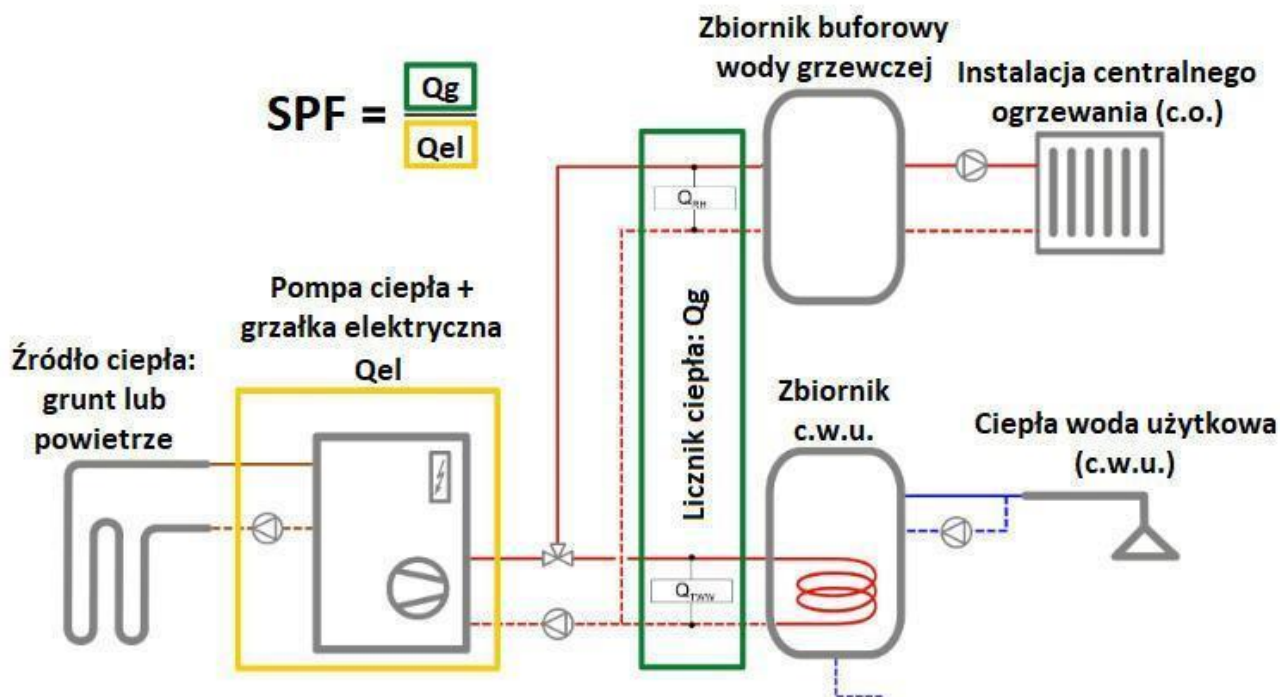 SPF =
Qg
Qel
Zbiornik buforowy
wody grzewczej
Instalacja centralnego
ogrzewania (c.o.)
Q_RH
Pompa ciepła +
grzałka elektryczna
Qel
Źródło ciepła:
grunt lub
powietrze
Licznik ciepła: Qg
Zbiornik
c.w.u.
Ciepła woda użytkowa
(c.w.u.)
Q_TWW